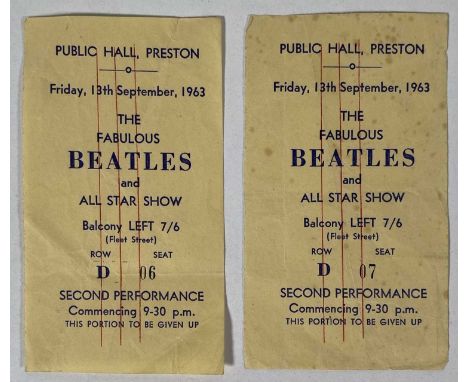 PUBLIC HALL, PRESTON
Friday, 13th September, 1963
THE
FABULOUS
BEATLES
and
ALL STAR SHOW
Balcony LEFT 7/6
(Fleet Street)
ROW SEAT
D 06
SECOND PERFORMANCE
Commencing 9-30 p.m.
THIS PORTION TO BE GIVEN UP
PUBLIC HALL, PRESTON
Friday, 13th September, 1963
THE
FABULOUS
BEATLES
and
ALL STAR SHOW
Balcony LEFT 7/6
(Fleet Street)
ROW SEAT
D 07
SECOND PERFORMANCE
Commencing 9-30 p.m.
THIS PORTION TO BE GIVEN UP